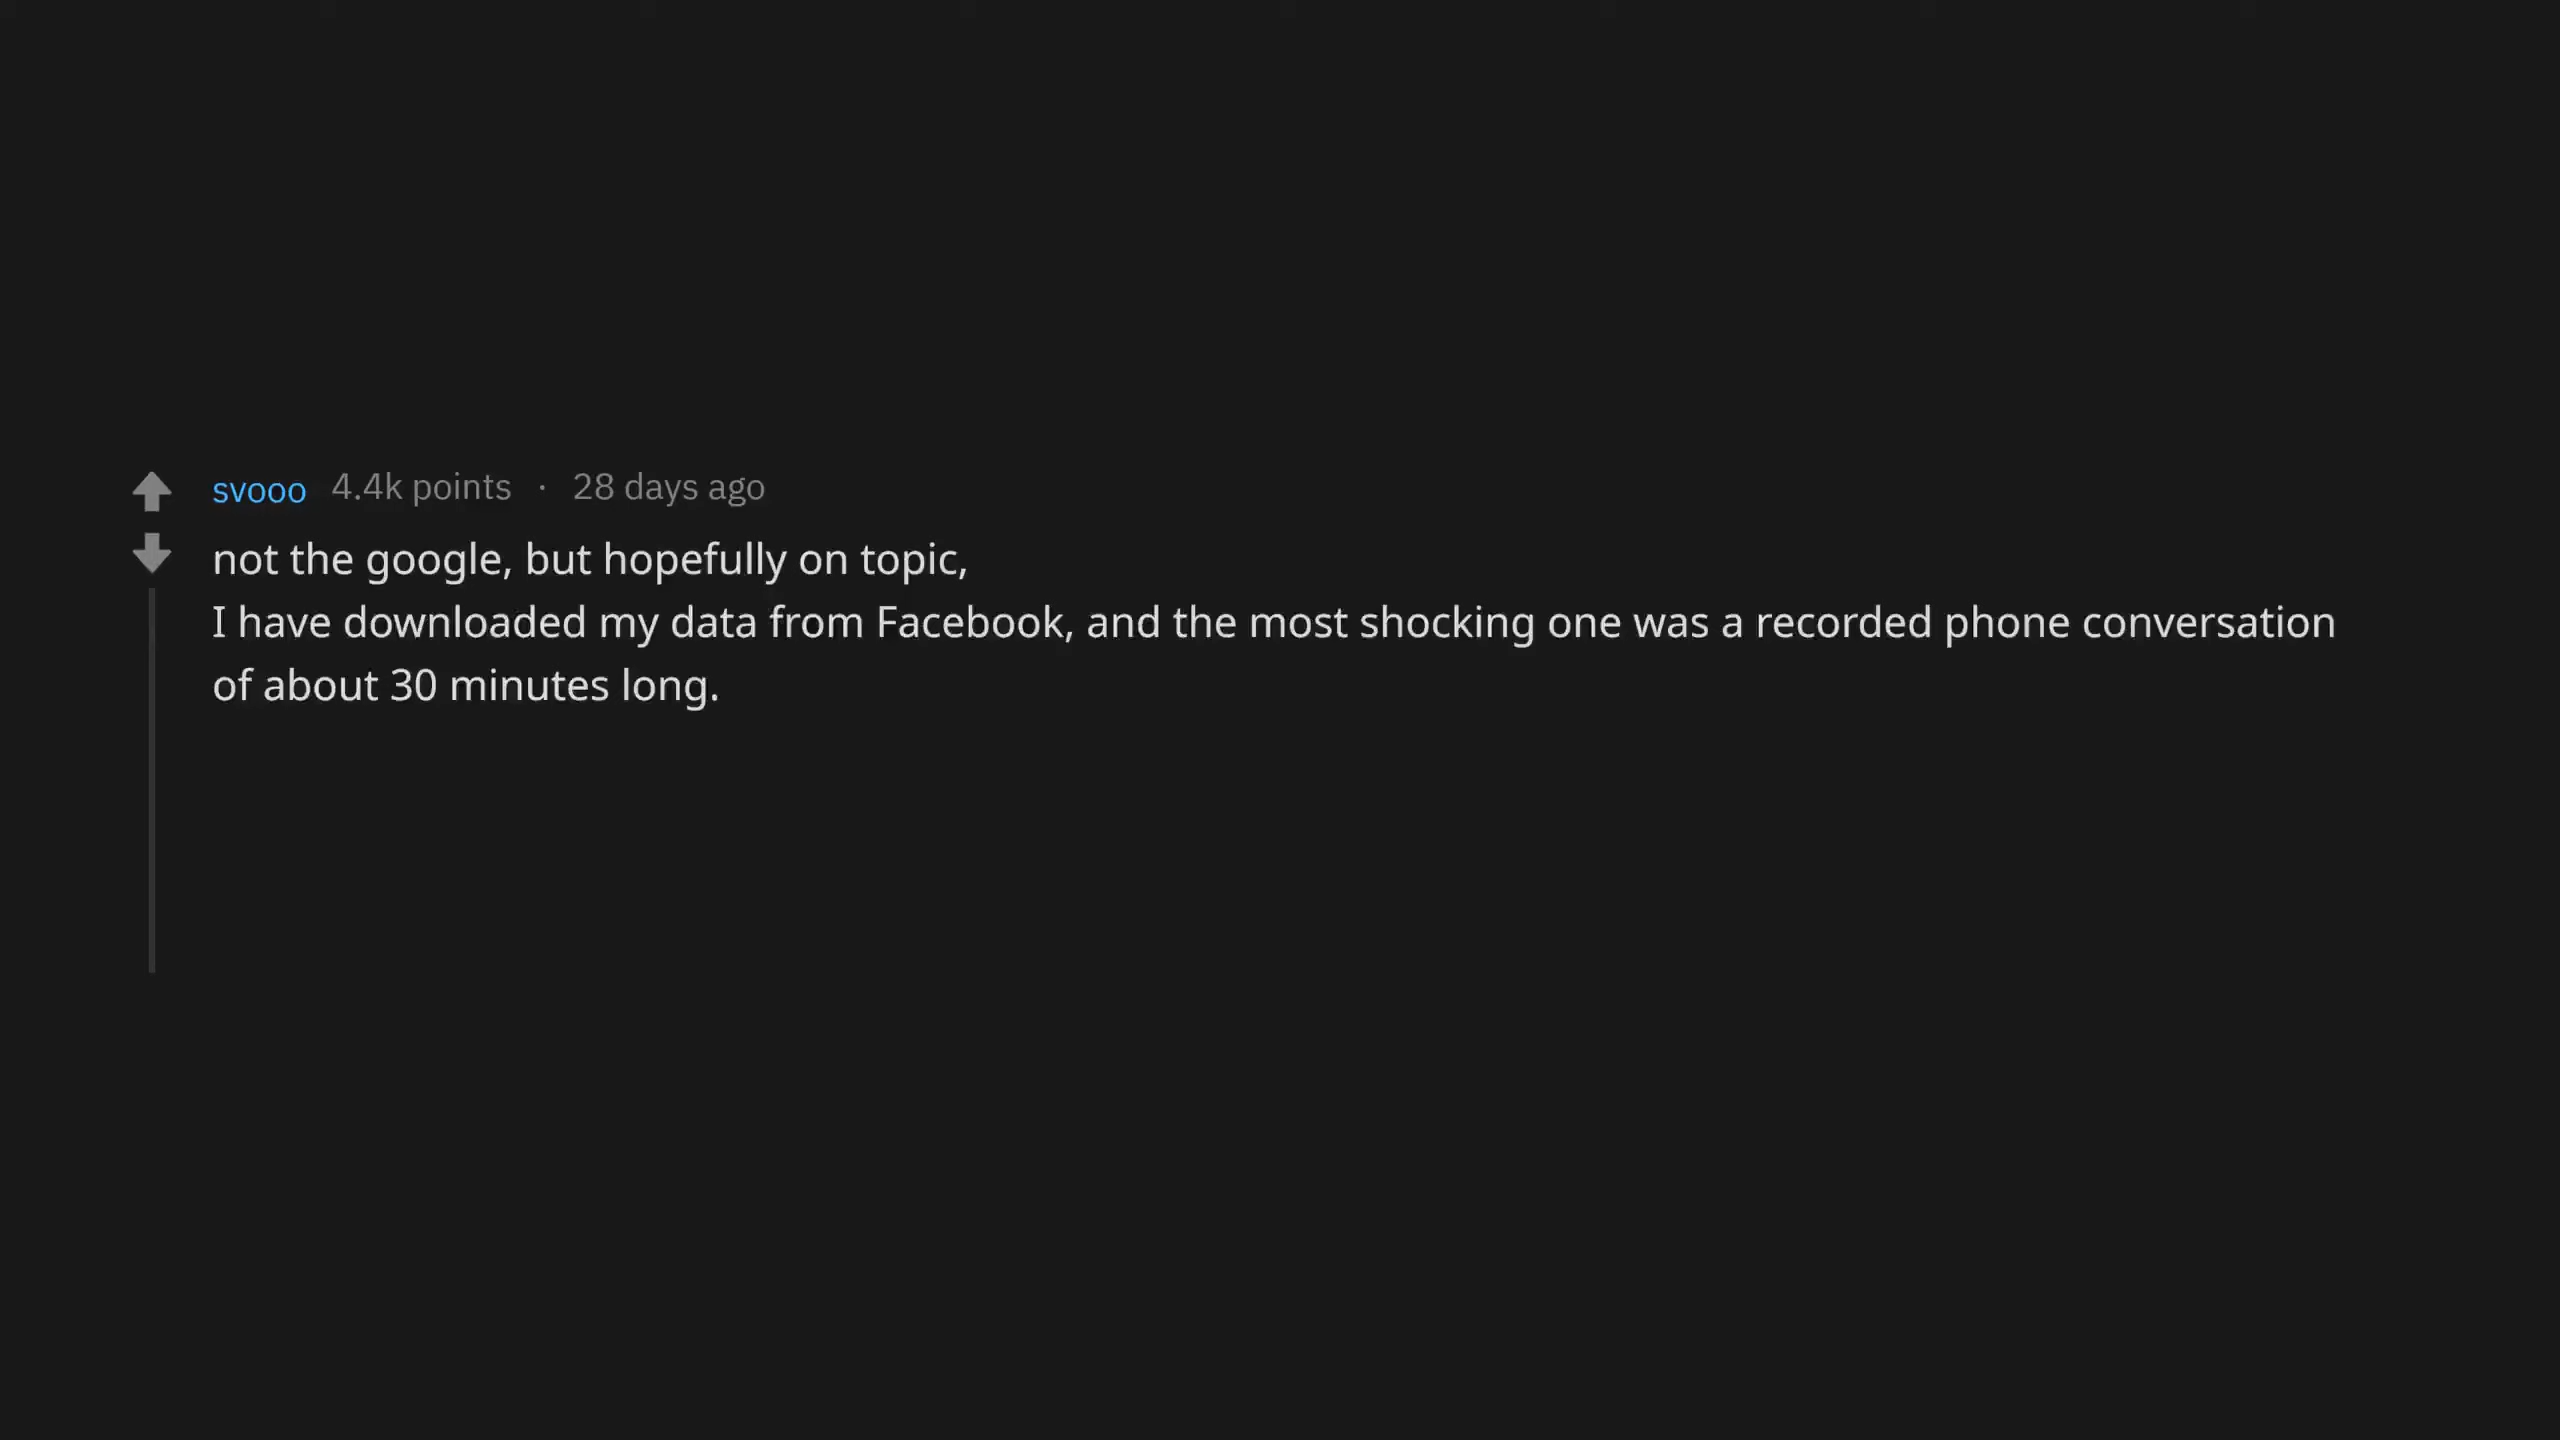 svooo 4.4k points · 28 days ago
not the google, but hopefully on topic,
I have downloaded my data from Facebook, and the most shocking one was a recorded phone conversation
of about 30 minutes long.